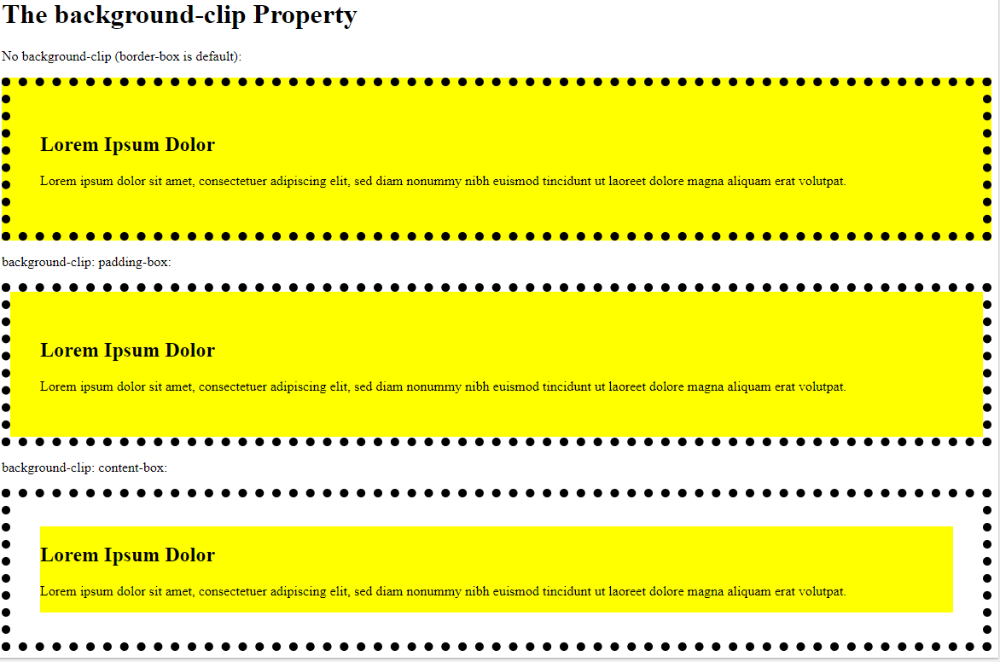 The background-clip Property
No background-clip (border-box is default):
Lorem Ipsum Dolor
Lorem ipsum dolor sit amet, consectetuer adipiscing elit, sed diam nonummy nibh euismod tincidunt ut laoreet dolore magna aliquam erat volutpat.
background-clip: padding-box:
Lorem Ipsum Dolor
Lorem ipsum dolor sit amet, consectetuer adipiscing elit, sed diam nonummy nibh euismod tincidunt ut laoreet dolore magna aliquam erat volutpat.
background-clip: content-box:
Lorem Ipsum Dolor
Lorem ipsum dolor sit amet, consectetuer adipiscing elit, sed diam nonummy nibh euismod tincidunt ut laoreet dolore magna aliquam erat volutpat.